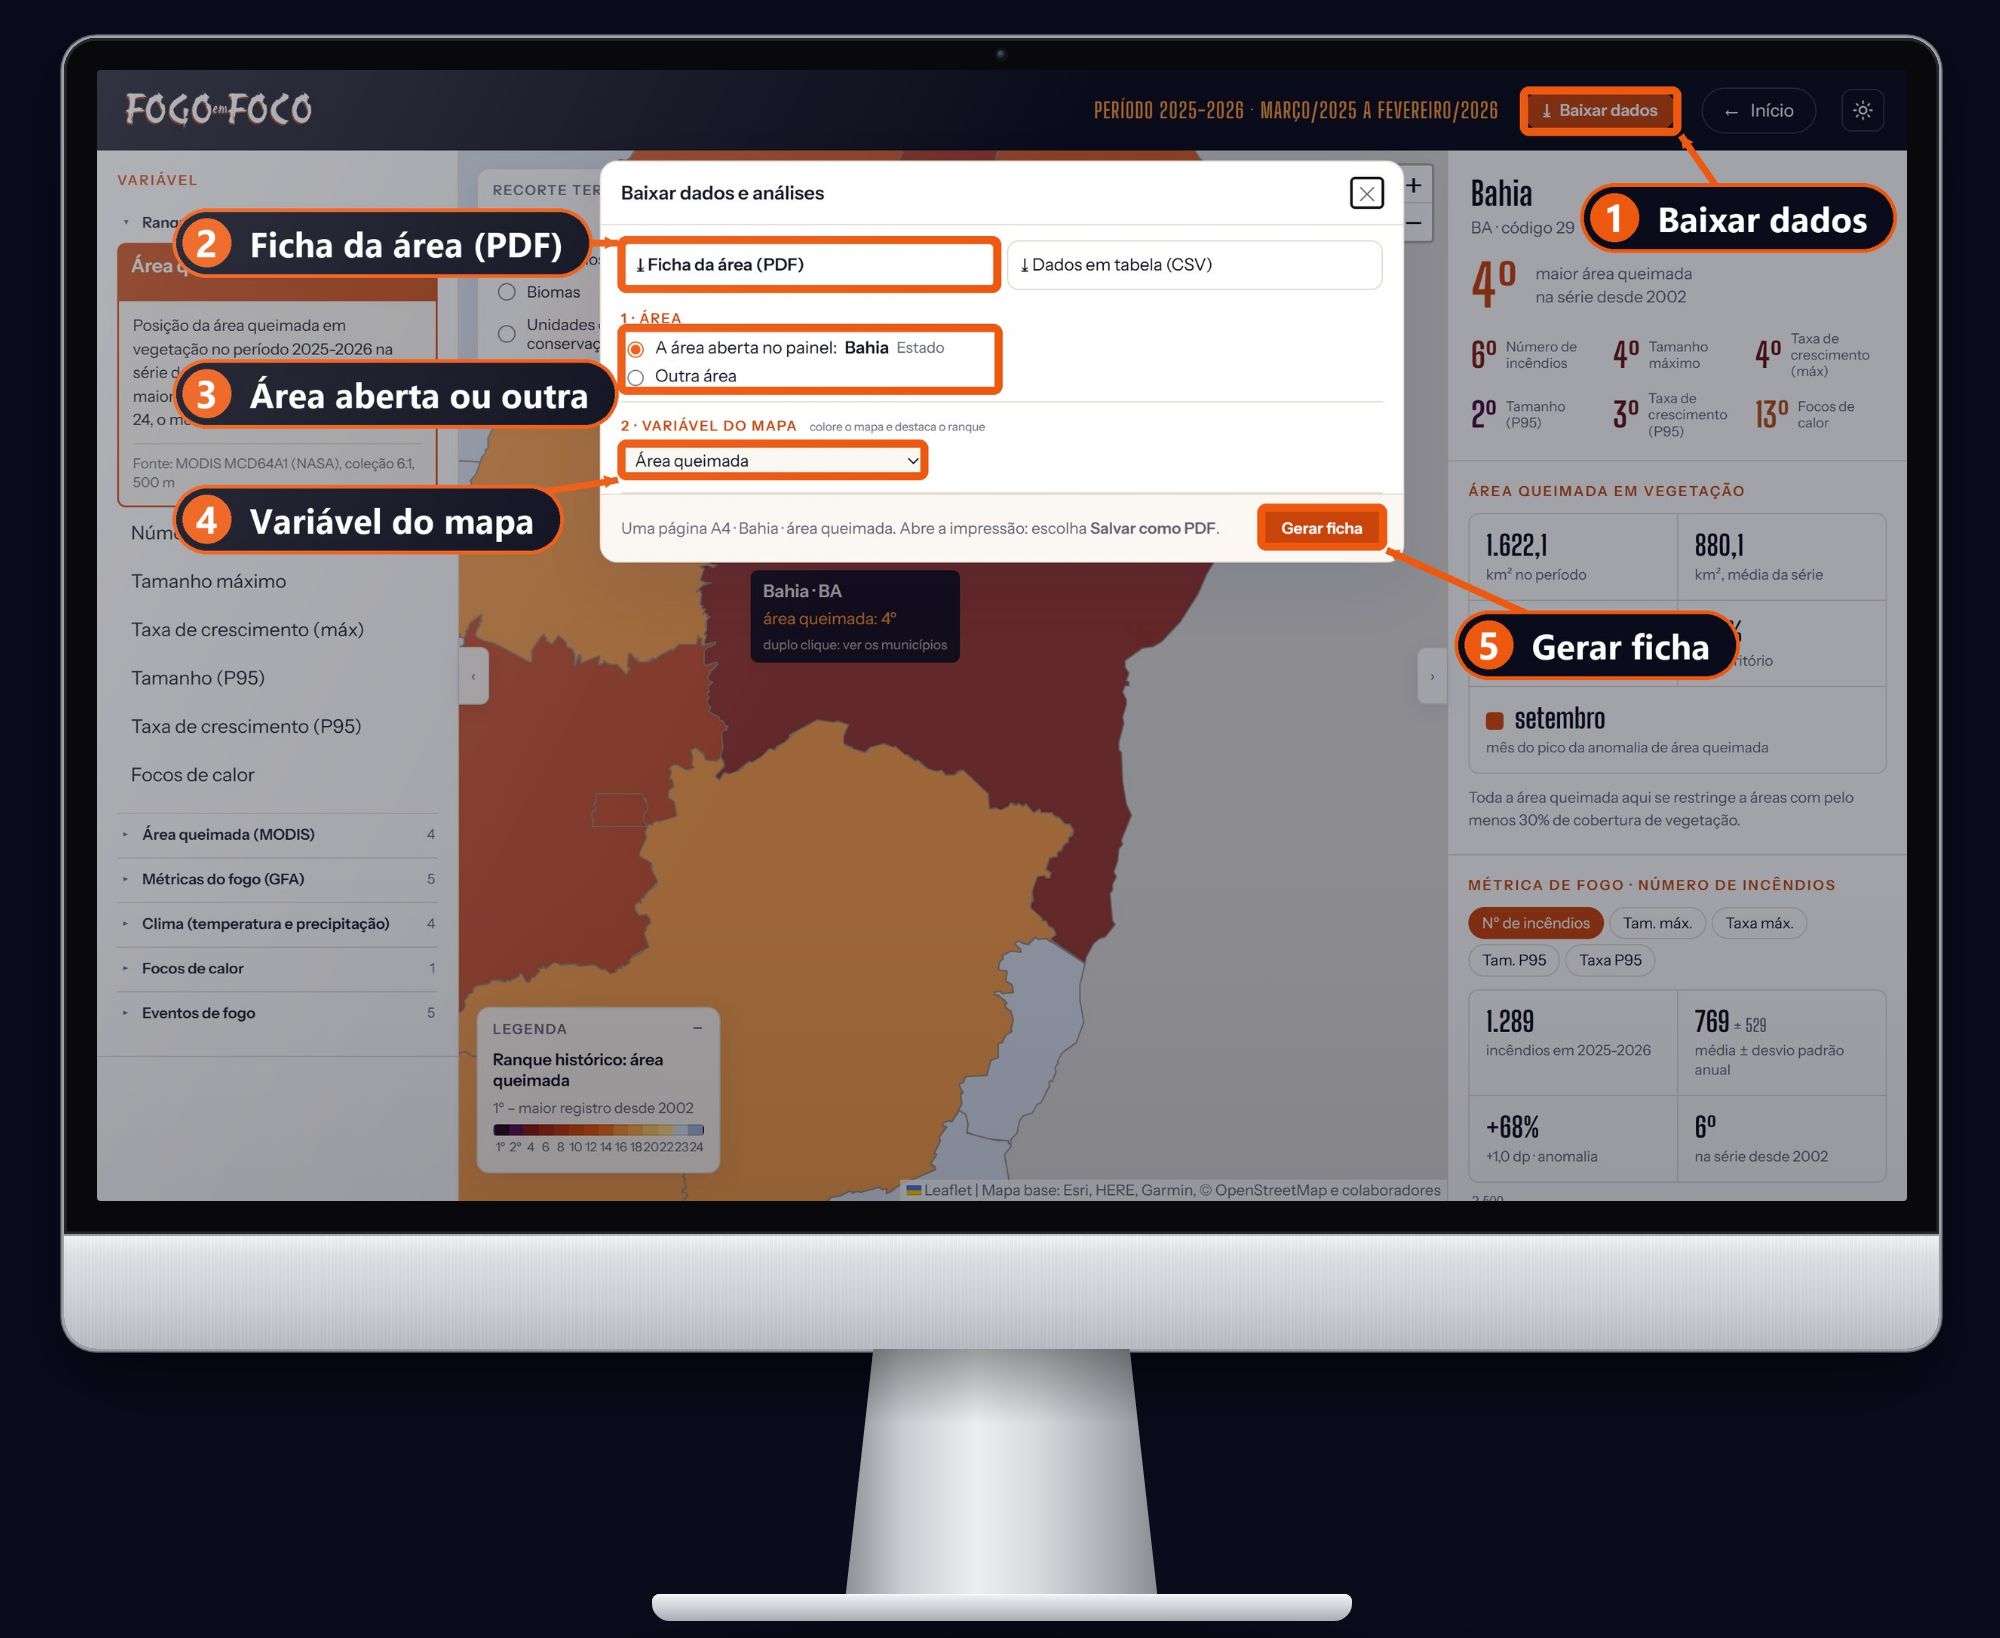 FOGO em FOCO
PERÍODO 2025-2026 · MARÇO/2025 A FEVEREIRO/2026
Baixar dados
← Início
1 Baixar dados
2 Ficha da área (PDF)
3 Área aberta ou outra
4 Variável do mapa
5 Gerar ficha
VARIÁVEL
Posição da área queimada em
vegetação no período 2025-2026 na
série
maior
24, o
Fonte: MODIS MCD64A1 (NASA), coleção 6.1,
500 m
Tamanho máximo
Taxa de crescimento (máx)
Tamanho (P95)
Taxa de crescimento (P95)
Focos de calor
Área queimada (MODIS) 4
Métricas do fogo (GFA) 5
Clima (temperatura e precipitação) 4
Focos de calor 1
Eventos de fogo 5
RECORTE
Biomas
Unidades
Baixar dados e análises
Ficha da área (PDF)
Dados em tabela (CSV)
1 · ÁREA
A área aberta no painel: Bahia Estado
Outra área
2 · VARIÁVEL DO MAPA colore o mapa e destaca o ranque
Área queimada
Uma página A4 · Bahia · área queimada. Abre a impressão: escolha Salvar como PDF.
Gerar ficha
+
−
Bahia · BA
área queimada: 4º
duplo clique: ver os municípios
LEGENDA −
Ranque histórico: área
queimada
1º – maior registro desde 2002
1º 2º 4 6 8 10 12 14 16 18 20 22 23 24
Leaflet | Mapa base: Esri, HERE, Garmin, © OpenStreetMap e colaboradores
Bahia
BA · código 29
4º maior área queimada
na série desde 2002
6º Número de
incêndios
4º Tamanho
máximo
4º Taxa de
crescimento
(máx)
2º Tamanho
(P95)
3º Taxa de
crescimento
(P95)
13º Focos de
calor
ÁREA QUEIMADA EM VEGETAÇÃO
1.622,1
km² no período
880,1
km², média da série
setembro
mês do pico da anomalia de área queimada
Toda a área queimada aqui se restringe a áreas com pelo
menos 30% de cobertura de vegetação.
MÉTRICA DE FOGO · NÚMERO DE INCÊNDIOS
Nº de incêndios
Tam. máx.
Taxa máx.
Tam. P95
Taxa P95
1.289
incêndios em 2025-2026
769 ± 529
média ± desvio padrão
anual
+68%
+1,0 dp · anomalia
6º
na série desde 2002